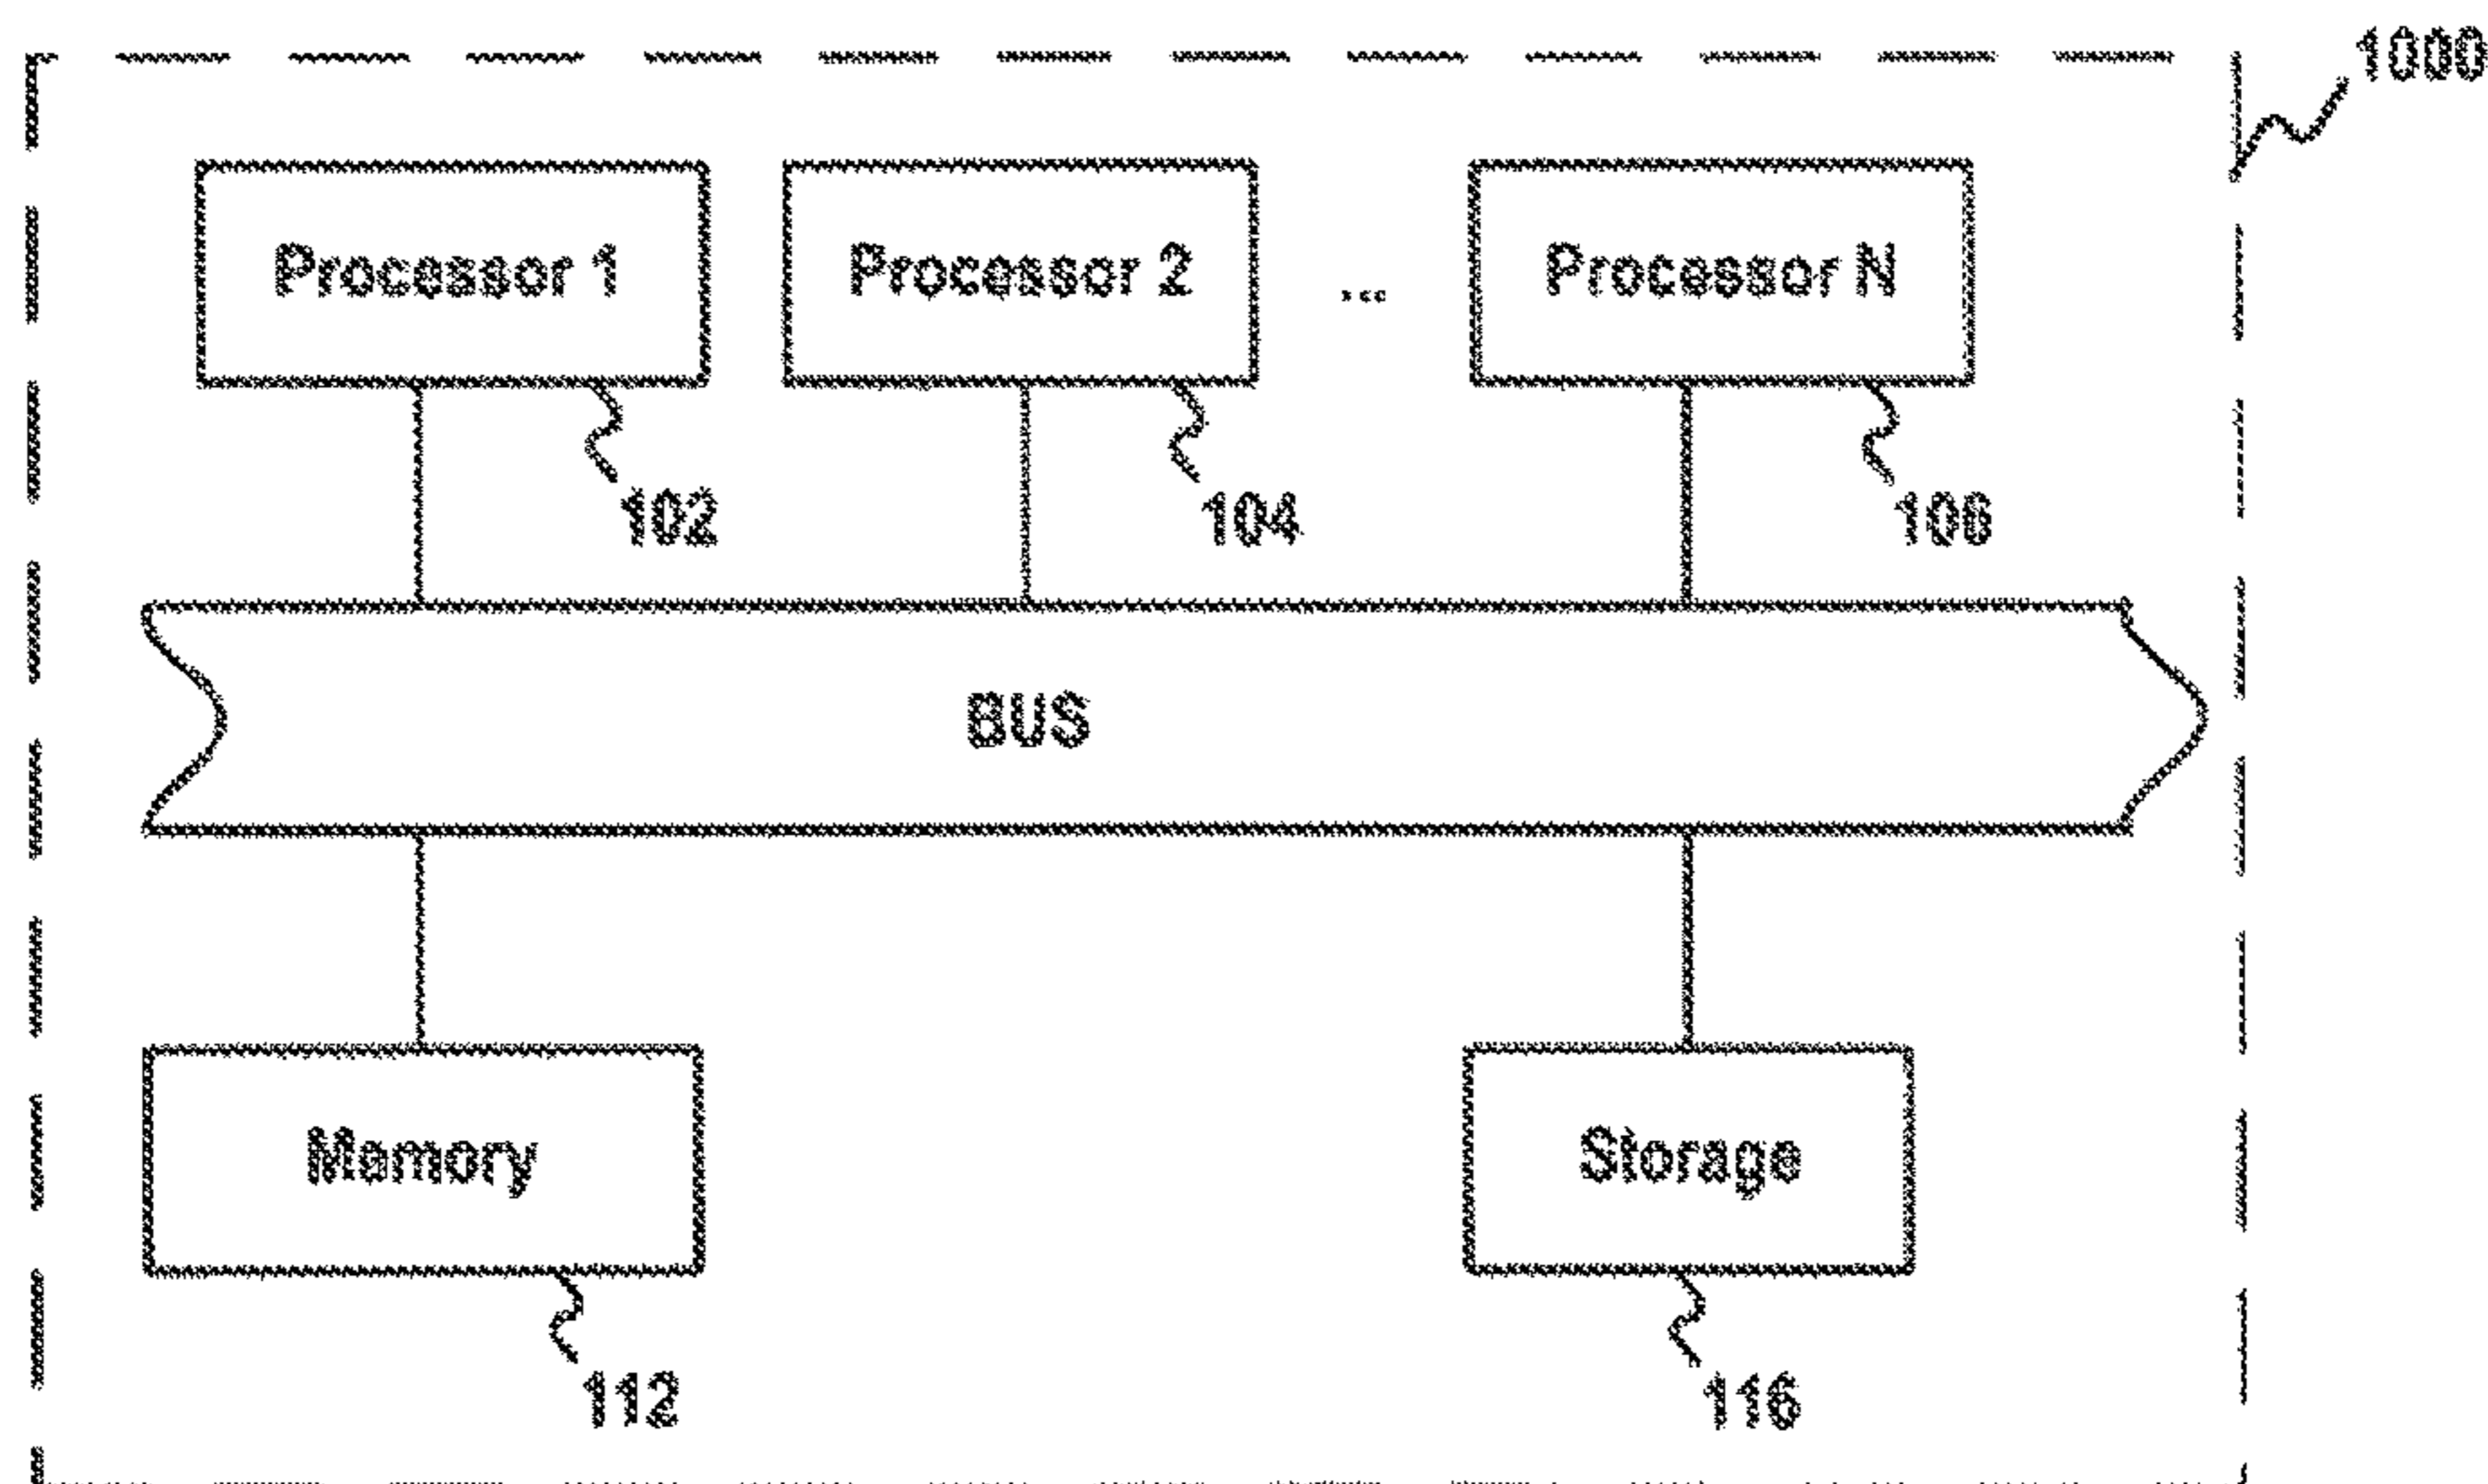 1000
Processor 1
Processor 2
...
Processor N
102
104
106
BUS
Memory
Storage
112
116